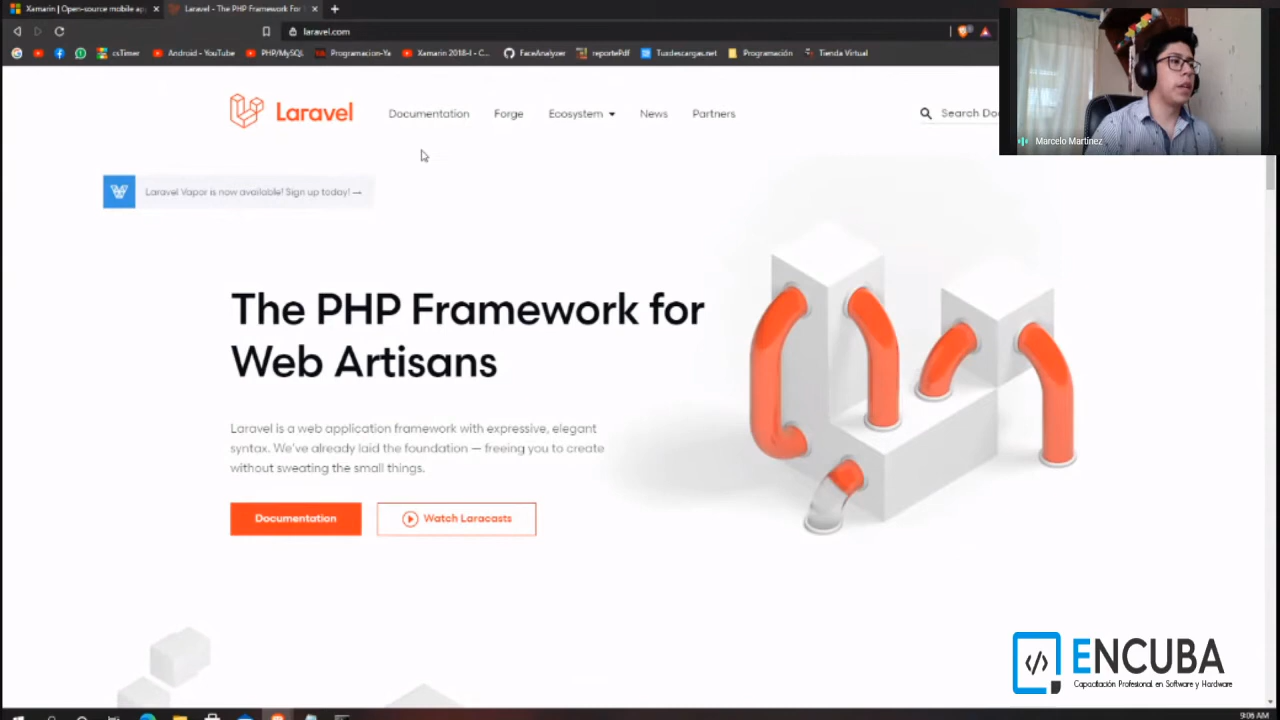 Xamarin | Open-source mobile ap
Laravel - The PHP Framework For
laravel.com
csTimer
Android - YouTube
PHP/MySQL
Programacion-Ya
Xamarin 2018-I - C...
FaceAnalyzer
reportePdf
Tusdescargas.net
Programación
Tienda Virtual
Marcelo Martínez
Laravel
Documentation
Forge
Ecosystem
News
Partners
Search Do
Laravel Vapor is now available! Sign up today! →
The PHP Framework for
Web Artisans
Laravel is a web application framework with expressive, elegant
syntax. We've already laid the foundation — freeing you to create
without sweating the small things.
Documentation
Watch Laracasts
ENCUBA
Capacitación Profesional en Software y Hardware
9:06 AM